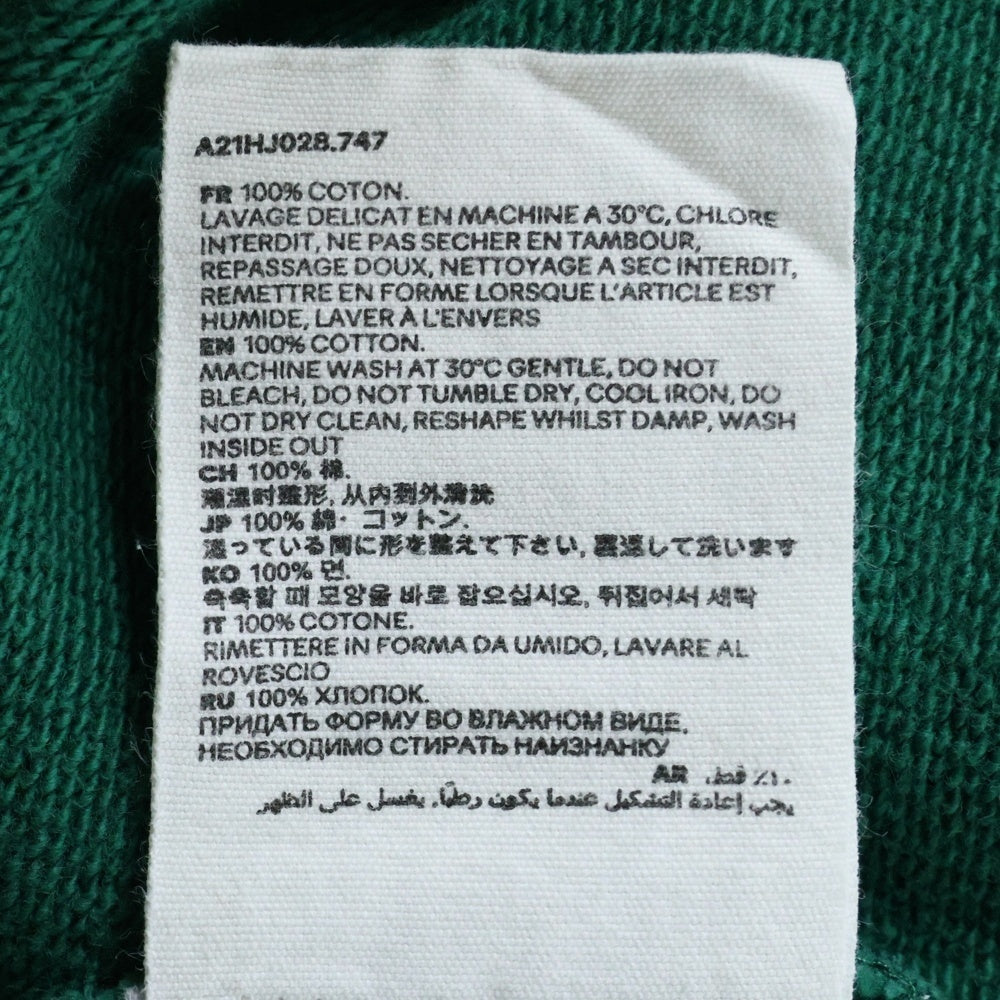 A21HJ028.747
FR 100% COTON.
LAVAGE DELICAT EN MACHINE A 30°C, CHLORE
INTERDIT, NE PAS SECHER EN TAMBOUR,
REPASSAGE DOUX, NETTOYAGE A SEC INTERDIT,
REMETTRE EN FORME LORSQUE L'ARTICLE EST
HUMIDE, LAVER À L'ENVERS
EN 100% COTTON.
MACHINE WASH AT 30°C GENTLE, DO NOT
BLEACH, DO NOT TUMBLE DRY, COOL IRON, DO
NOT DRY CLEAN, RESHAPE WHILST DAMP, WASH
INSIDE OUT
CH 100% 棉.
潮湿时整形, 从内到外清洗
JP 100% 綿・コットン.
湿っている間に形を整えて下さい, 裏返して洗います
KO 100% 면.
축축할 때 모양을 바로 잡으십시오, 뒤집어서 세탁
IT 100% COTONE.
RIMETTERE IN FORMA DA UMIDO, LAVARE AL
ROVESCIO
RU 100% ХЛОПОК.
ПРИДАТЬ ФОРМУ ВО ВЛАЖНОМ ВИДЕ,
НЕОБХОДИМО СТИРАТЬ НАИЗНАНКУ
AR قطن.
يجب إعادة التشكيل عندما يكون رطبًا, يغسل على الظهر